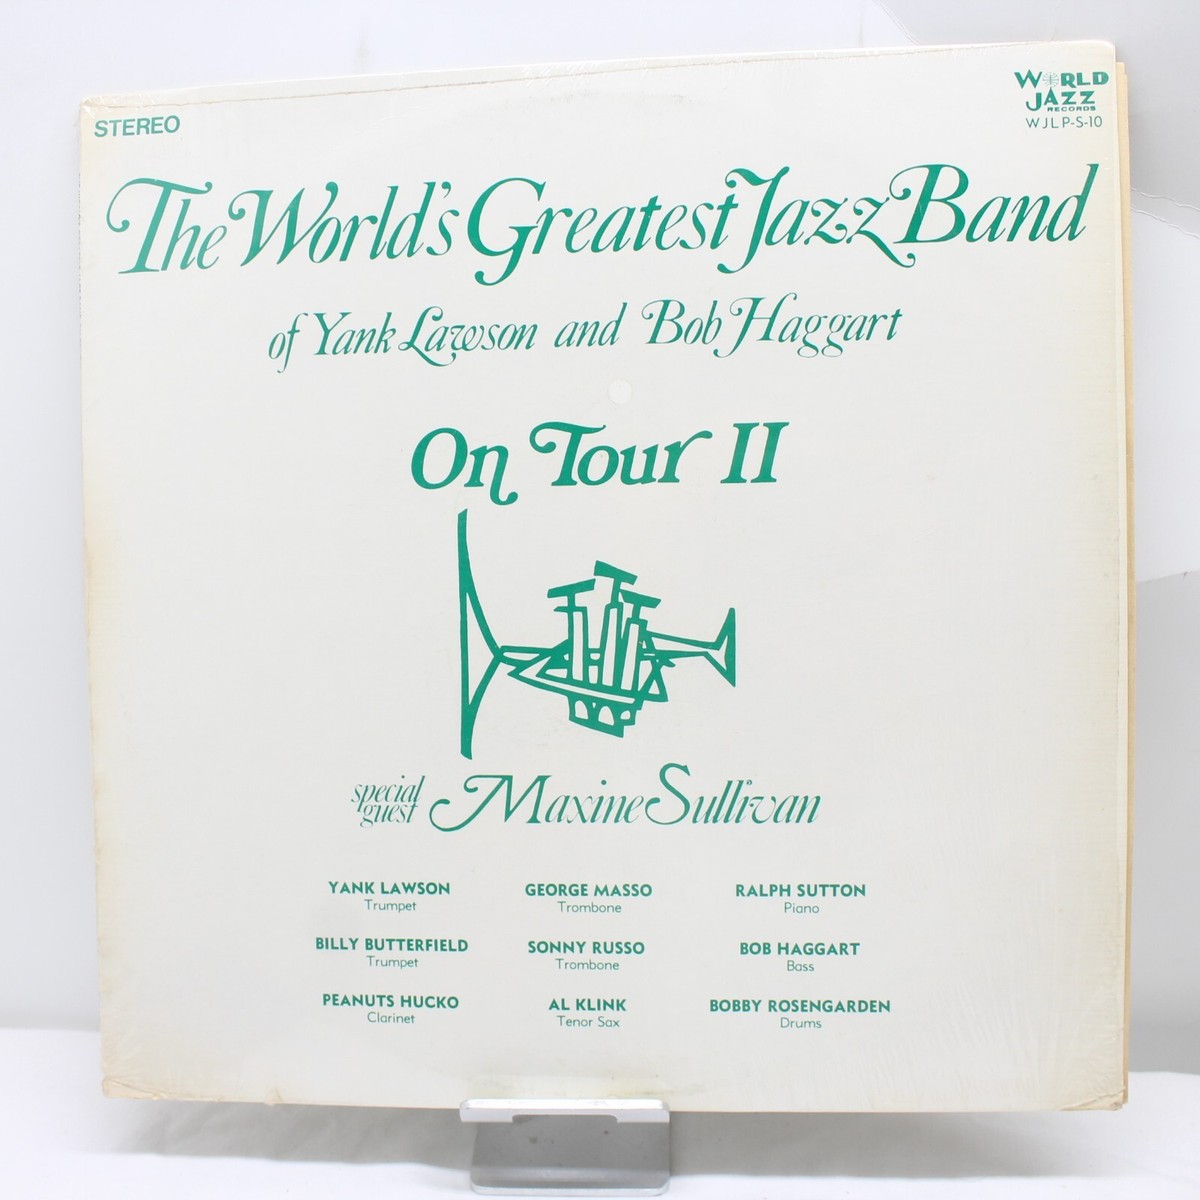 STEREO
WORLD
JAZZ
RECORDS
WJLP-S-10
The World's Greatest Jazz Band
of Yank Lawson and Bob Haggart
On Tour II
special guest Maxine Sullivan
YANK LAWSON
Trumpet
GEORGE MASSO
Trombone
RALPH SUTTON
Piano
BILLY BUTTERFIELD
Trumpet
SONNY RUSSO
Trombone
BOB HAGGART
Bass
PEANUTS HUCKO
Clarinet
AL KLINK
Tenor Sax
BOBBY ROSENGARDEN
Drums